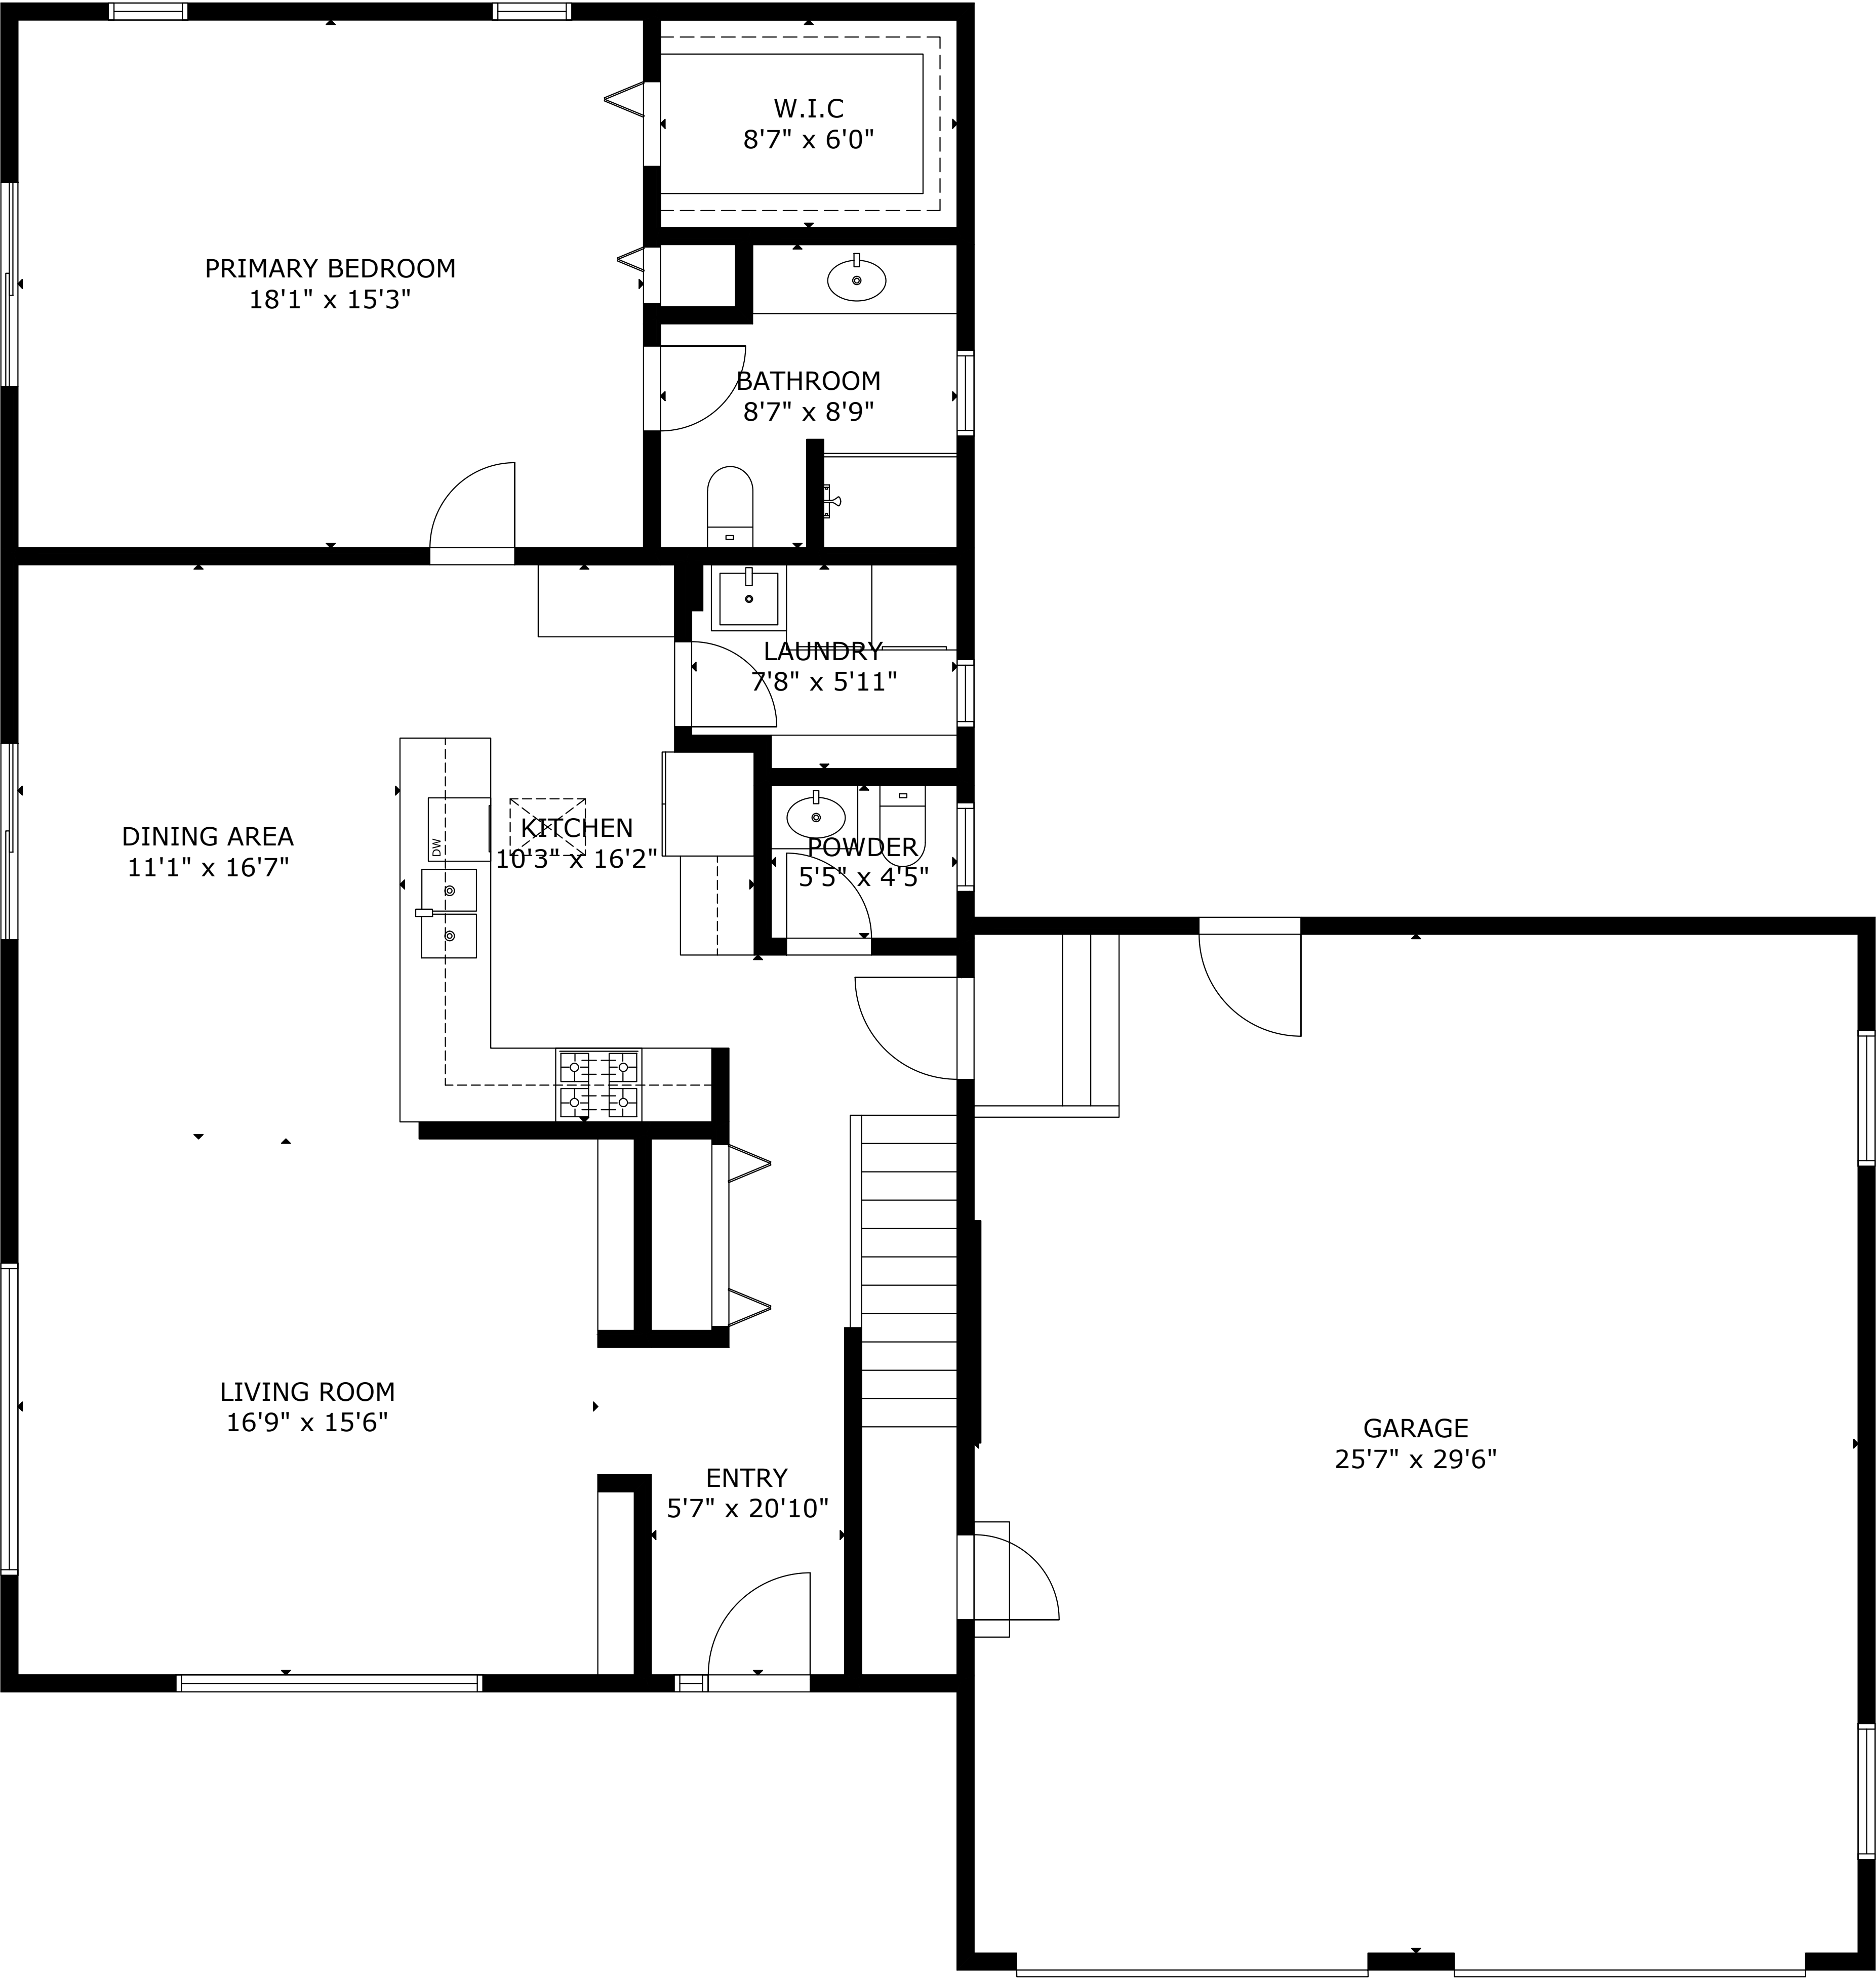 W.I.C
8'7" x 6'0"
PRIMARY BEDROOM
18'1" x 15'3"
BATHROOM
8'7" x 8'9"
LAUNDRY
7'8" x 5'11"
DINING AREA
11'1" x 16'7"
DW
KITCHEN
10'3" x 16'2"
POWDER
5'5" x 4'5"
LIVING ROOM
16'9" x 15'6"
ENTRY
5'7" x 20'10"
GARAGE
25'7" x 29'6"